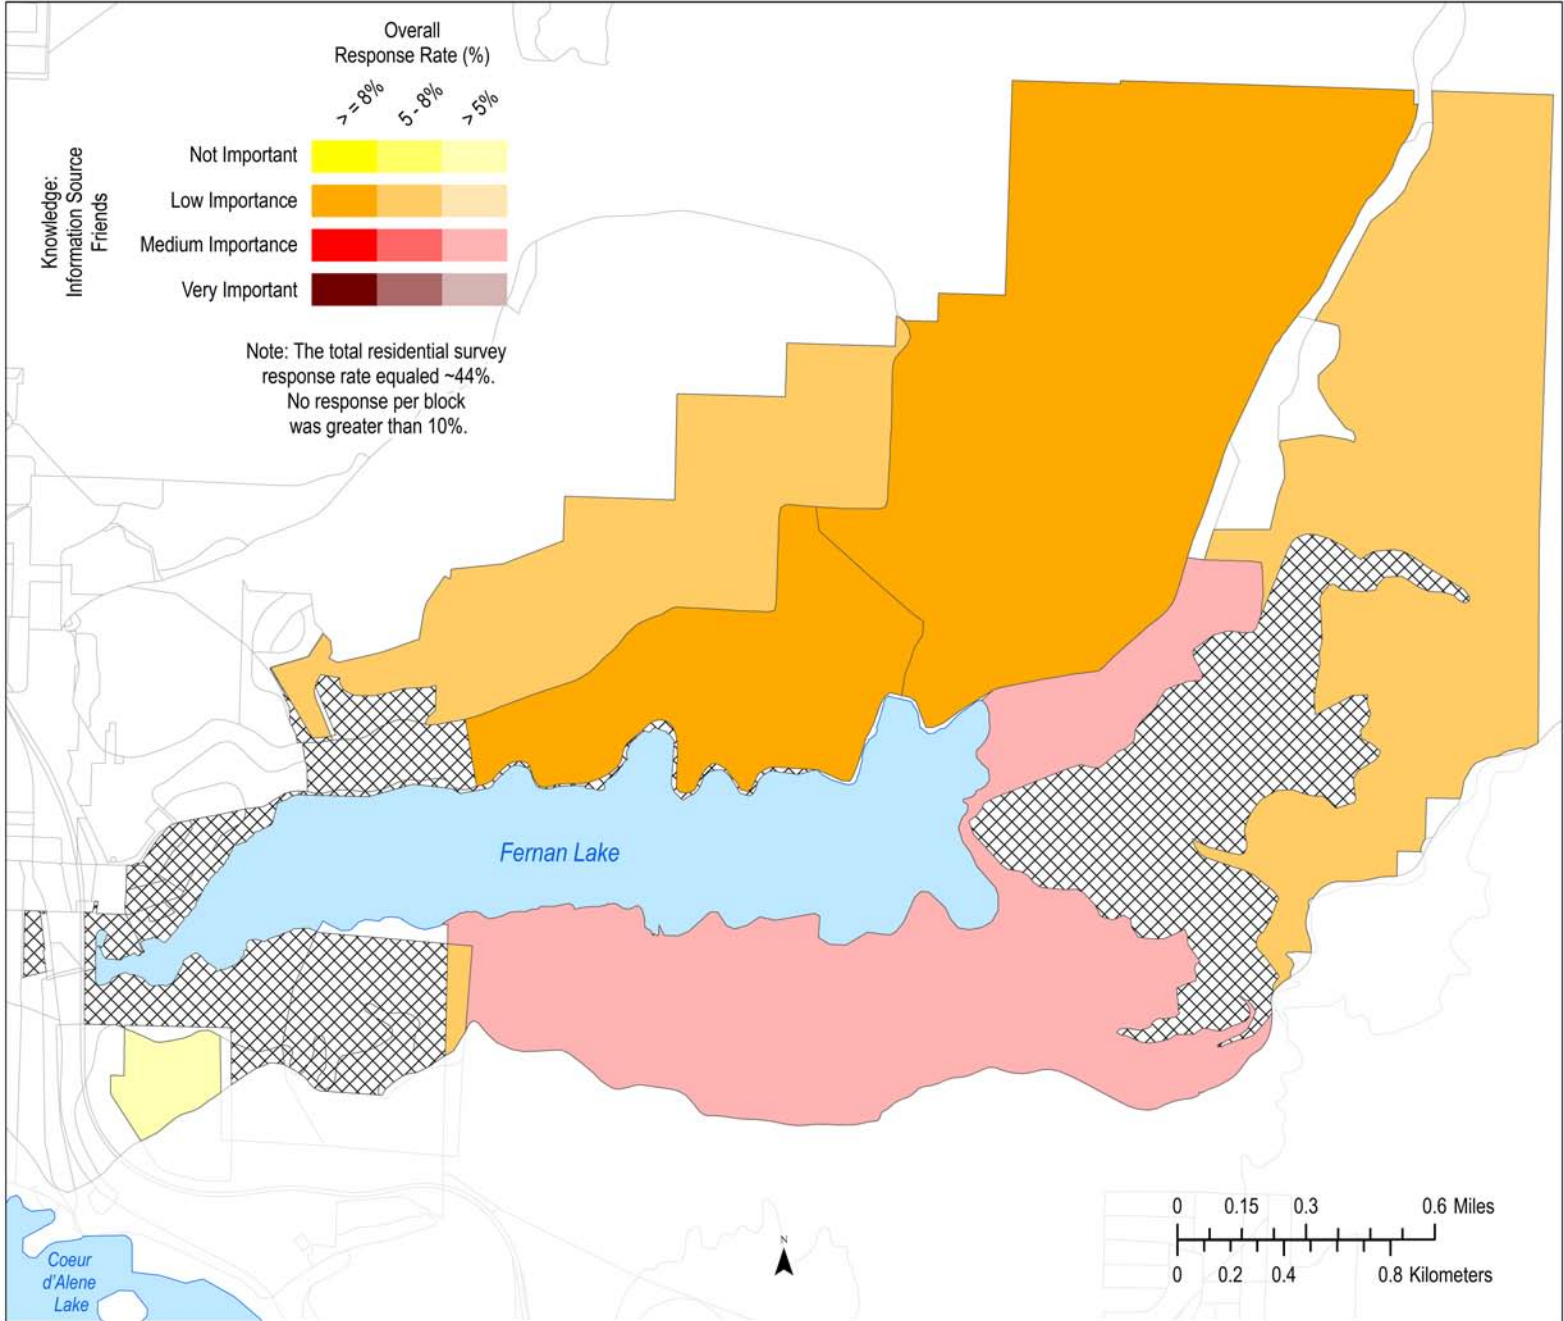 Overall
Response Rate (%)
> = 8%
5 - 8%
> 5%
Knowledge:
Information Source
Friends
Not Important
Low Importance
Medium Importance
Very Important
Note: The total residential survey
response rate equaled ~44%.
No response per block
was greater than 10%.
Fernan Lake
Coeur
d'Alene
Lake
N
0 0.15 0.3 0.6 Miles
0 0.2 0.4 0.8 Kilometers